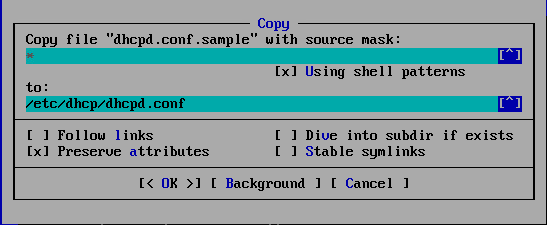 Copy
Copy file "dhcpd.conf.sample" with source mask:
* [^]
[x] Using shell patterns
to:
/etc/dhcp/dhcpd.conf [^]
[ ] Follow links [ ] Dive into subdir if exists
[x] Preserve attributes [ ] Stable symlinks
[< OK >] [ Background ] [ Cancel ]